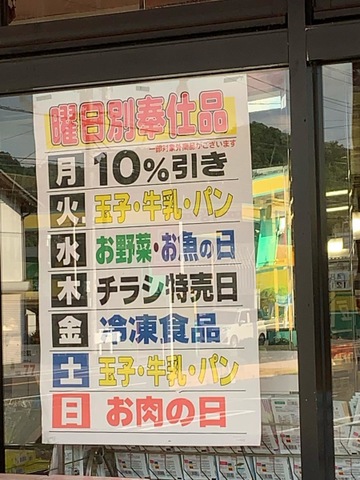 曜日別奉仕品
一部対象外商品がございます
月 10%引き
火 玉子・牛乳・パン
水 お野菜・お魚の日
木 チラシ特売日
金 冷凍食品
土 玉子・牛乳・パン
日 お肉の日